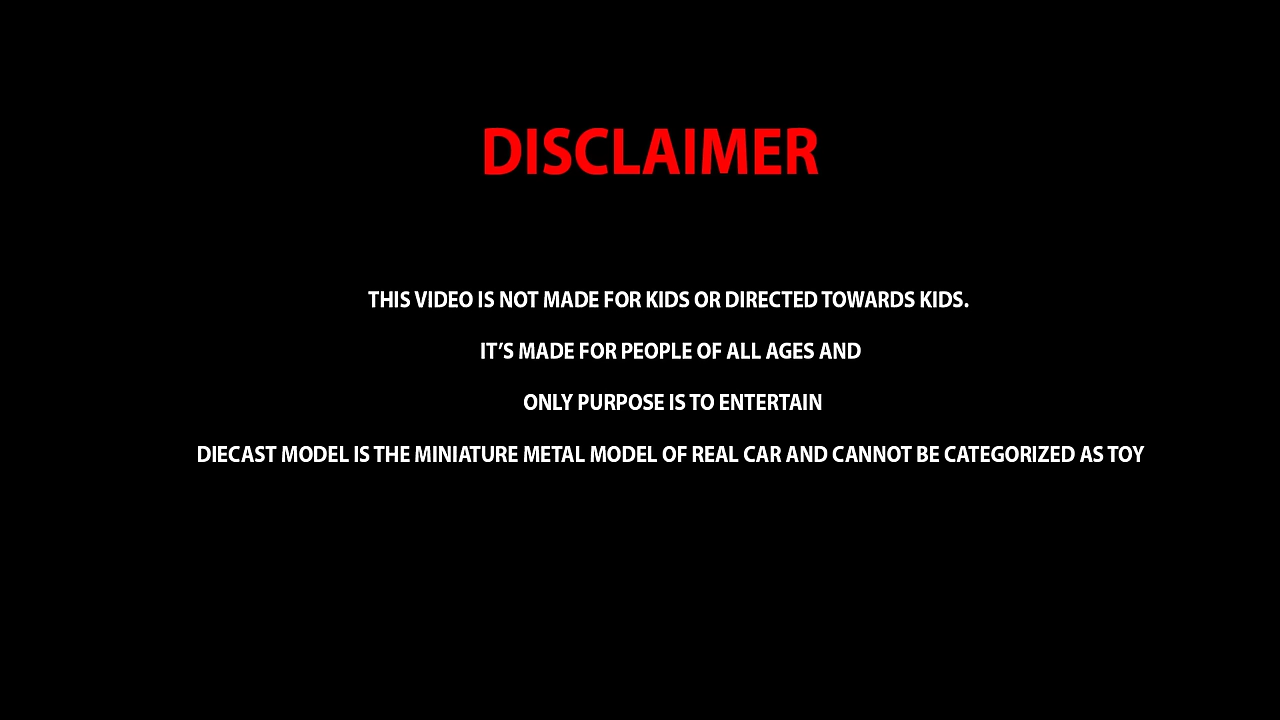 DISCLAIMER
THIS VIDEO IS NOT MADE FOR KIDS OR DIRECTED TOWARDS KIDS.
IT’S MADE FOR PEOPLE OF ALL AGES AND
ONLY PURPOSE IS TO ENTERTAIN
DIECAST MODEL IS THE MINIATURE METAL MODEL OF REAL CAR AND CANNOT BE CATEGORIZED AS TOY